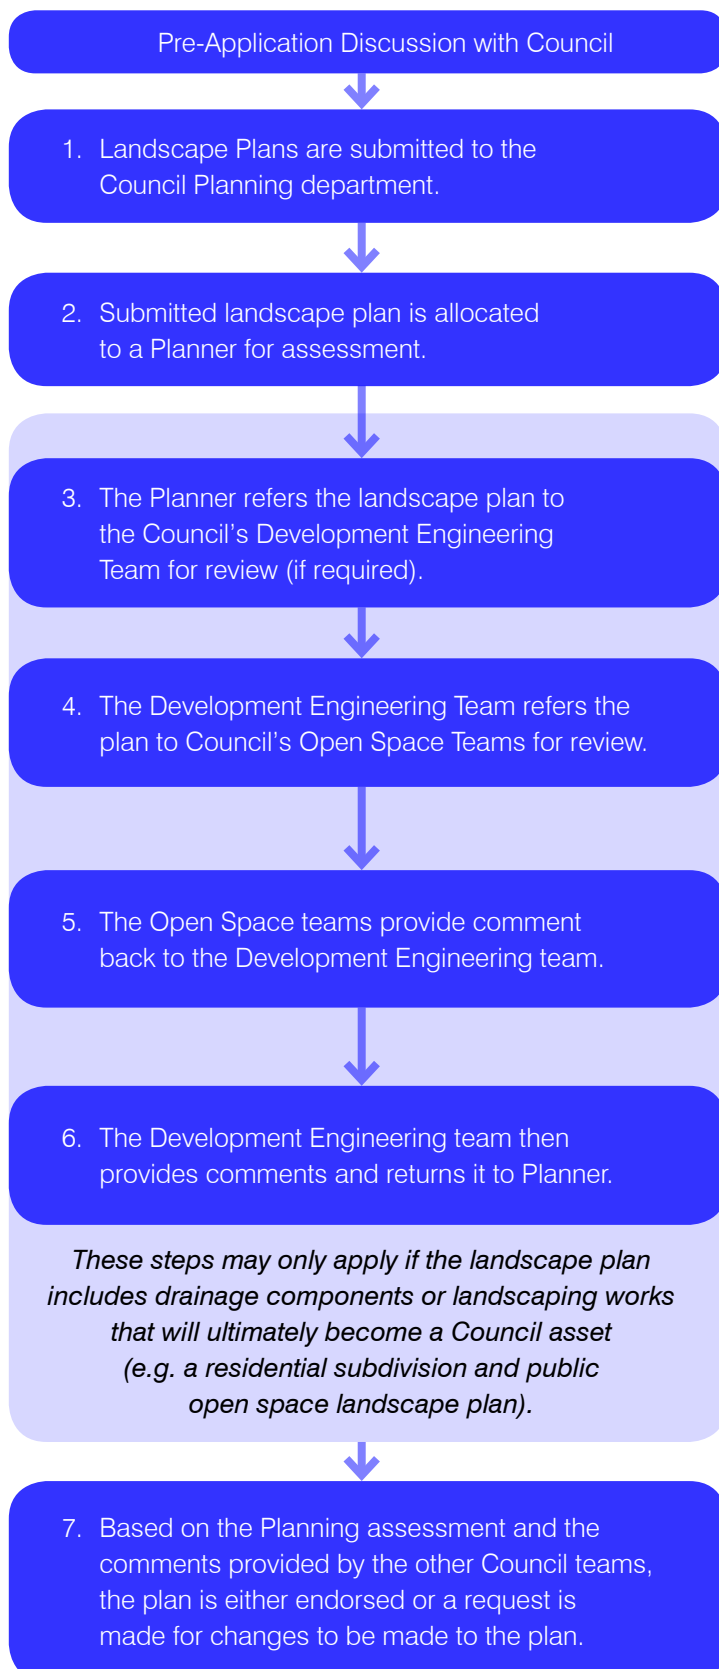 Pre-Application Discussion with Council
1. Landscape Plans are submitted to the
Council Planning department.
2. Submitted landscape plan is allocated
to a Planner for assessment.
3. The Planner refers the landscape plan to
the Council’s Development Engineering
Team for review (if required).
4. The Development Engineering Team refers the
plan to Council’s Open Space Teams for review.
5. The Open Space teams provide comment
back to the Development Engineering team.
6. The Development Engineering team then
provides comments and returns it to Planner.
These steps may only apply if the landscape plan
includes drainage components or landscaping works
that will ultimately become a Council asset
(e.g. a residential subdivision and public
open space landscape plan).
7. Based on the Planning assessment and the
comments provided by the other Council teams,
the plan is either endorsed or a request is
made for changes to be made to the plan.